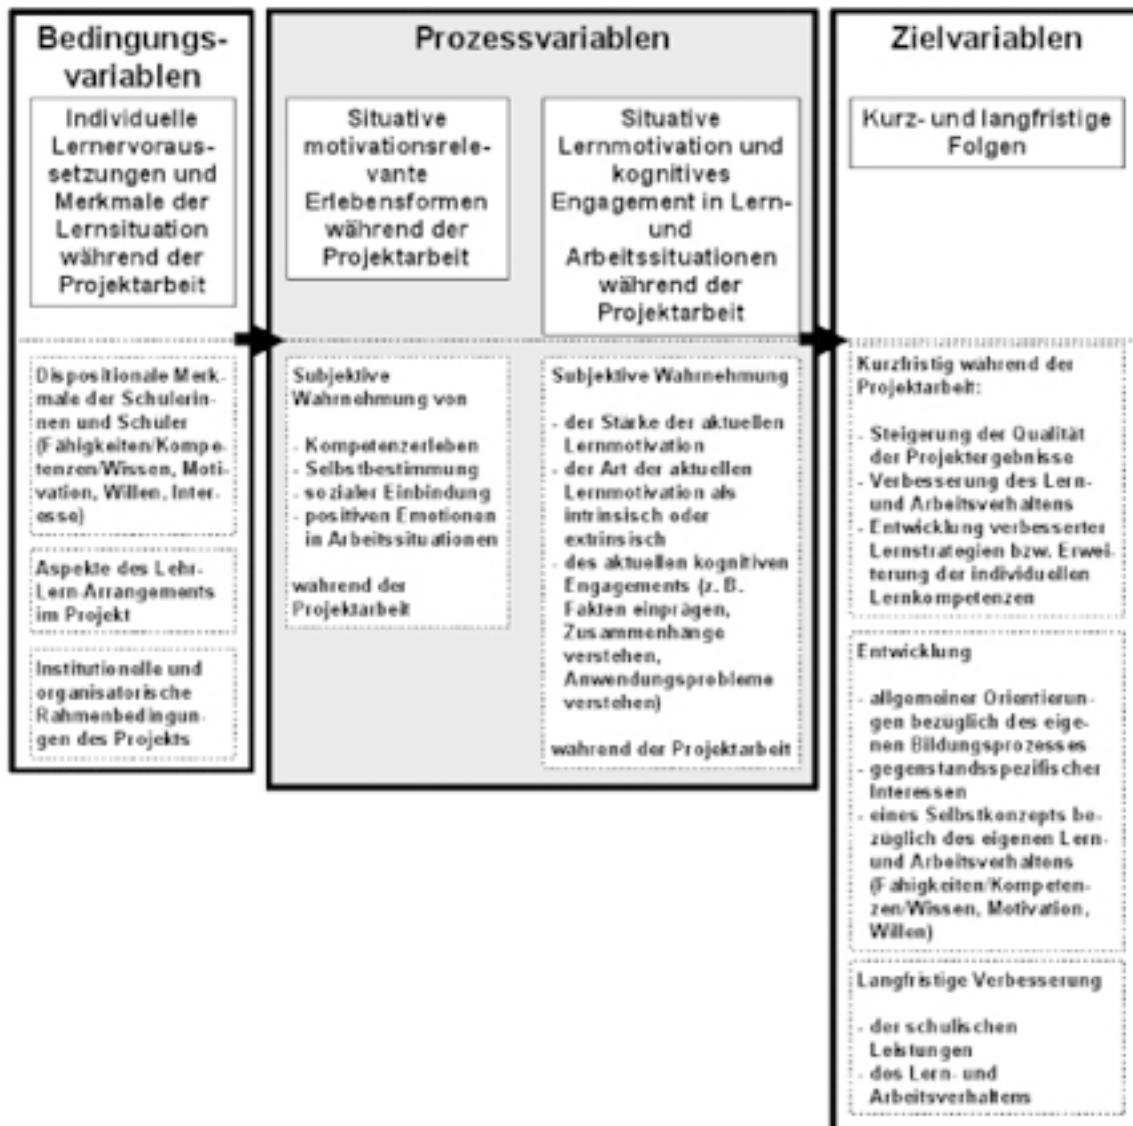 Bedingungs-
variablen
Individuelle
Lernervoraus-
setzungen und
Merkmale der
Lernsituation
während der
Projektarbeit
Dispositionale Merk-
male der Schülerin-
nen und Schüler
(Fähigkeiten/Kompe-
tenzen/Wissen, Moti-
vation, Willen, Inter-
esse)
Aspekte des Lehr-
Lern-Arrangements
im Projekt
Institutionelle und
organisatorische
Rahmenbedingun-
gen des Projekts
Prozessvariablen
Situative
motivationsrele-
vante
Erlebensformen
während der
Projektarbeit
Subjektive
Wahrnehmung von
- Kompetenzerleben
- Selbstbestimmung
- sozialer Einbindung
- positiven Emotionen
in Arbeitssituationen
während der
Projektarbeit
Situative
Lernmotivation und
kognitives
Engagement in Lern-
und
Arbeitssituationen
während der
Projektarbeit
Subjektive Wahrnehmung
- der Stärke der aktuellen
Lernmotivation
- der Art der aktuellen
Lernmotivation als
intrinsisch oder
extrinsisch
- des aktuellen kognitiven
Engagements (z. B.
Fakten einprägen,
Zusammenhänge
verstehen,
Anwendungsprobleme
verstehen)
während der Projektarbeit
Zielvariablen
Kurz- und langfristige
Folgen
Kurzfristig während der
Projektarbeit:
- Steigerung der Qualität
der Projektergebnisse
- Verbesserung des Lern-
und Arbeitsverhaltens
- Entwicklung verbesserter
Lernstrategien bzw. Erwei-
terung der individuellen
Lernkompetenzen
Entwicklung
- allgemeiner Orientierun-
gen bezüglich des eige-
nen Bildungsprozesses
- gegenstandsspezifischer
Interessen
- eines Selbstkonzepts be-
züglich des eigenen Lern-
und Arbeitsverhaltens
(Fähigkeiten/Kompeten-
zen/Wissen, Motivation,
Willen)
Langfristige Verbesserung
- der schulischen
Leistungen
- des Lern- und
Arbeitsverhaltens